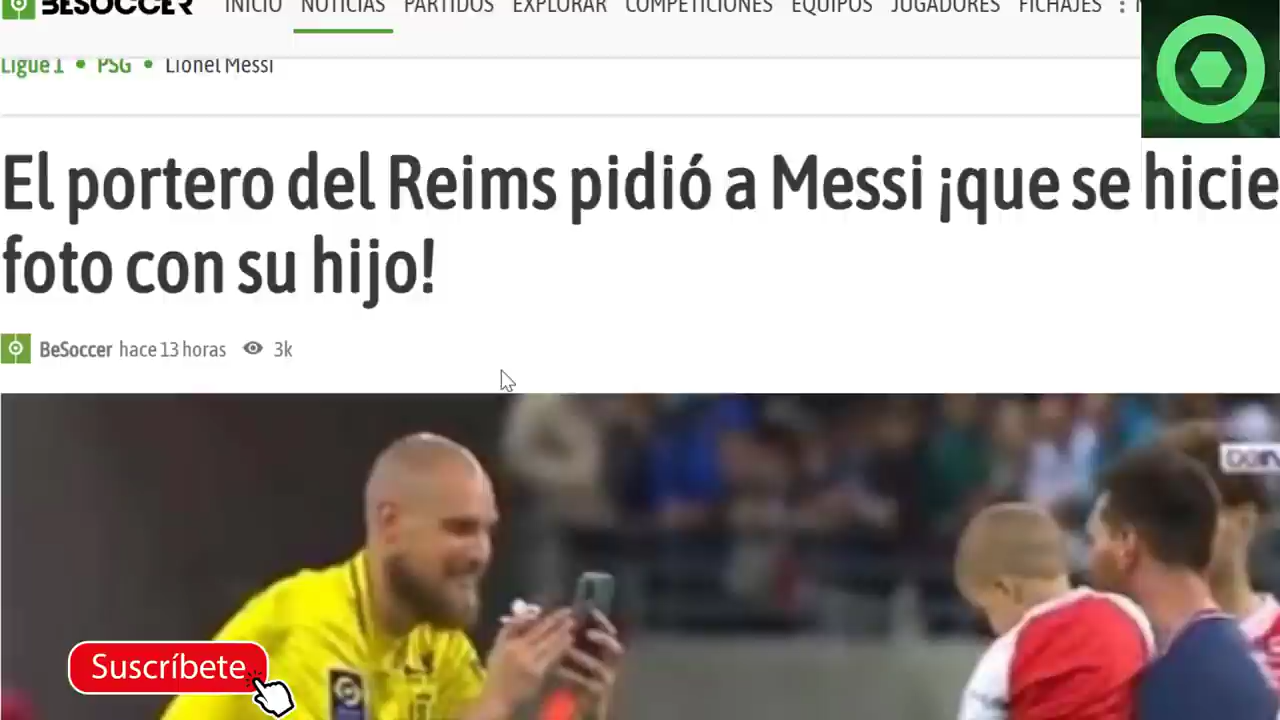 BESOCCER INICIO NOTICIAS PARTIDOS EXPLORAR COMPETICIONES EQUIPOS JUGADORES FICHAJES
Ligue 1 • PSG • Lionel Messi
El portero del Reims pidió a Messi ¡que se hicie
foto con su hijo!
BeSoccer hace 13 horas 3k
Suscríbete